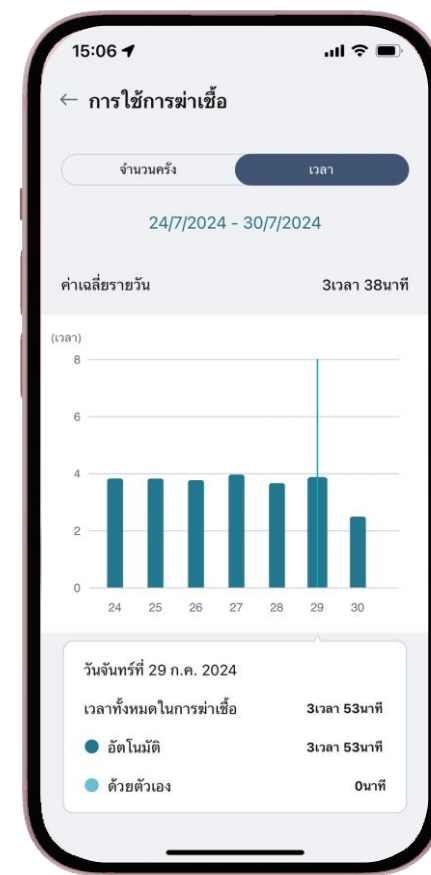 15:06
← การใช้การฆ่าเชื้อ
จำนวนครั้ง เวลา
24/7/2024 - 30/7/2024
ค่าเฉลี่ยรายวัน 3เวลา 38นาที
(เวลา)
8
6
4
2
0
24 25 26 27 28 29 30
วันจันทร์ที่ 29 ก.ค. 2024
เวลาทั้งหมดในการฆ่าเชื้อ 3เวลา 53นาที
อัตโนมัติ 3เวลา 53นาที
ด้วยตัวเอง 0นาที